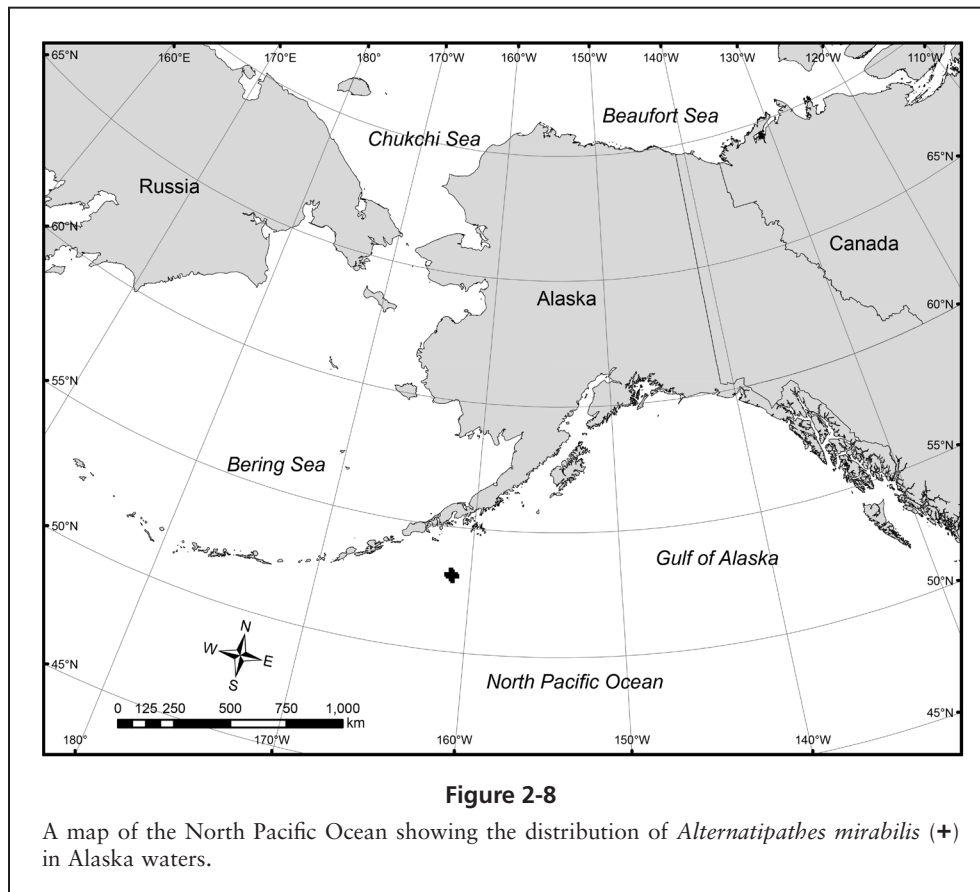 65°N 160°E 170°E 180° 170°W 160°W 150°W 140°W 130°W 120°W 110°W
Chukchi Sea
Beaufort Sea
65°N
Russia
60°N
Canada
Alaska
60°N
55°N
55°N
Bering Sea
50°N
Gulf of Alaska
50°N
N
W E
S
45°N
North Pacific Ocean
0 125 250 500 750 1,000
km
45°N
180° 170°W 160°W 150°W 140°W
Figure 2-8
A map of the North Pacific Ocean showing the distribution of Alternatipathes mirabilis (+)
in Alaska waters.